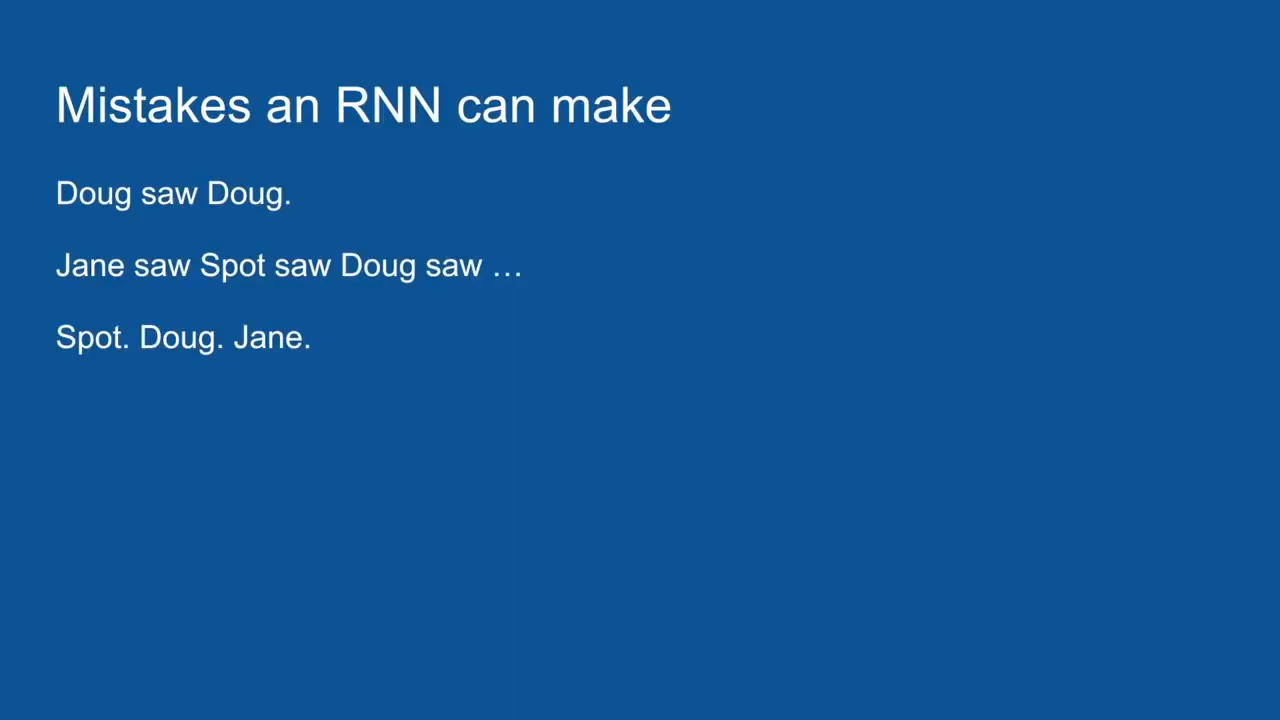 Mistakes an RNN can make
Doug saw Doug.
Jane saw Spot saw Doug saw …
Spot. Doug. Jane.